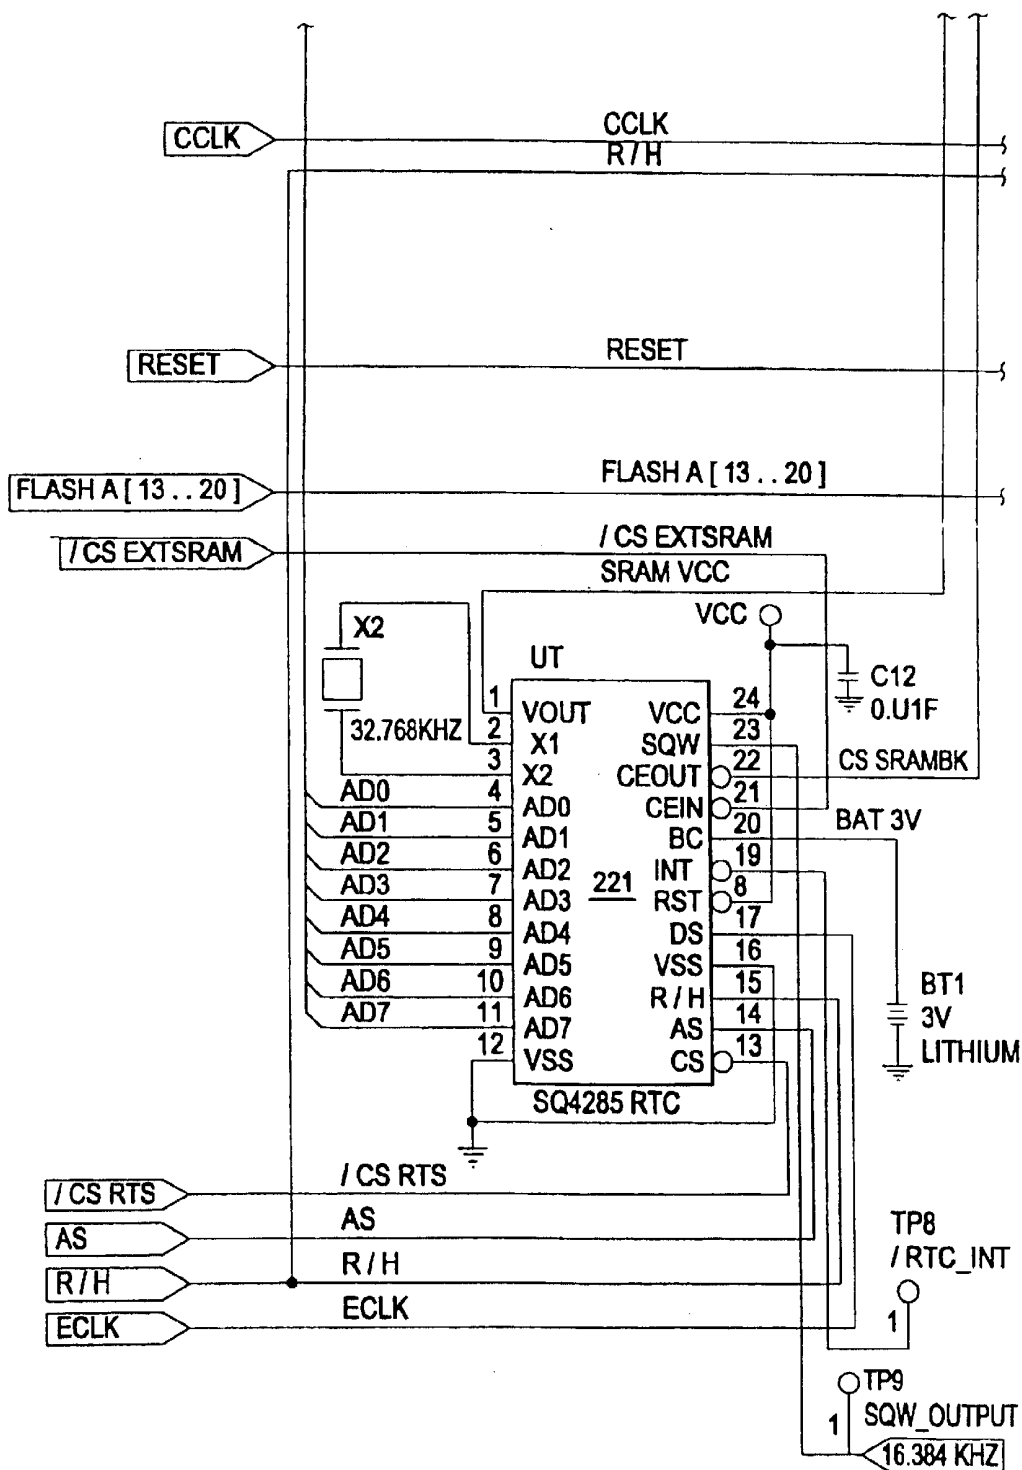 CCLK
CCLK
R / H
RESET
RESET
FLASH A [ 13 . . 20 ]
FLASH A [ 13 . . 20 ]
/ CS EXTSRAM
/ CS EXTSRAM
SRAM VCC
VCC
X2
UT
C12
0.U1F
32.768KHZ
1 VOUT VCC 24
2 X1 SQW 23
3 X2 CEOUT 22 CS SRAMBK
AD0 4 AD0 CEIN 21
AD1 5 AD1 BC 20 BAT 3V
AD2 6 AD2 INT 19
AD3 7 AD3 221 RST 8
AD4 8 AD4 DS 17
AD5 9 AD5 VSS 16
AD6 10 AD6 R / H 15
AD7 11 AD7 AS 14
12 VSS CS 13
BT1
3V
LITHIUM
SQ4285 RTC
/ CS RTS
/ CS RTS
AS
AS
R / H
R / H
ECLK
ECLK
TP8
/ RTC_INT
1
TP9
1
SQW_OUTPUT
16.384 KHZ